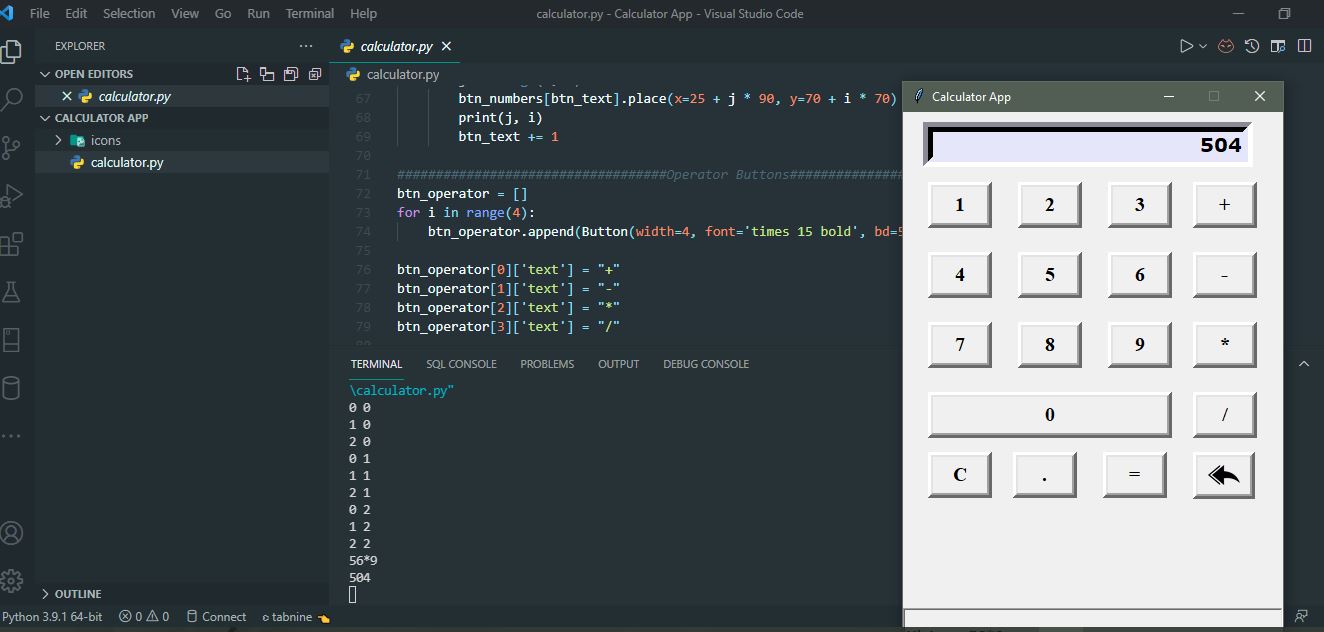 File Edit Selection View Go Run Terminal Help
calculator.py - Calculator App - Visual Studio Code
EXPLORER
OPEN EDITORS
calculator.py
CALCULATOR APP
icons
calculator.py
OUTLINE
calculator.py
calculator.py
67 btn_numbers[btn_text].place(x=25 + j * 90, y=70 + i * 70)
68 print(j, i)
69 btn_text += 1
70
71 ###################################Operator Buttons###############
72 btn_operator = []
73 for i in range(4):
74 btn_operator.append(Button(width=4, font='times 15 bold', bd=5
75
76 btn_operator[0]['text'] = "+"
77 btn_operator[1]['text'] = "-"
78 btn_operator[2]['text'] = "*"
79 btn_operator[3]['text'] = "/"
80
TERMINAL SQL CONSOLE PROBLEMS OUTPUT DEBUG CONSOLE
\calculator.py"
0 0
1 0
2 0
0 1
1 1
2 1
0 2
1 2
2 2
56*9
504
Calculator App
504
1 2 3 +
4 5 6 -
7 8 9 *
0 /
C . =
Python 3.9.1 64-bit 0 0 Connect tabnine